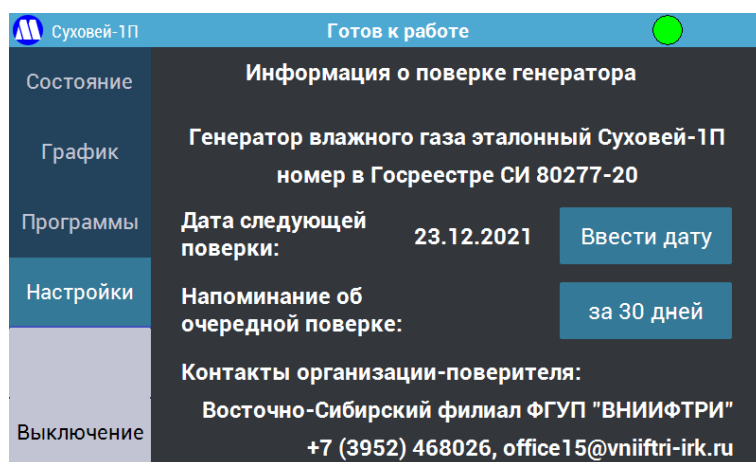 Суховей-1П
Готов к работе
Состояние
График
Программы
Настройки
Выключение
Информация о поверке генератора
Генератор влажного газа эталонный Суховей-1П
номер в Госреестре СИ 80277-20
Дата следующей
поверки:
23.12.2021
Ввести дату
Напоминание об
очередной поверке:
за 30 дней
Контакты организации-поверителя:
Восточно-Сибирский филиал ФГУП "ВНИИФТРИ"
+7 (3952) 468026, office15@vniiftri-irk.ru